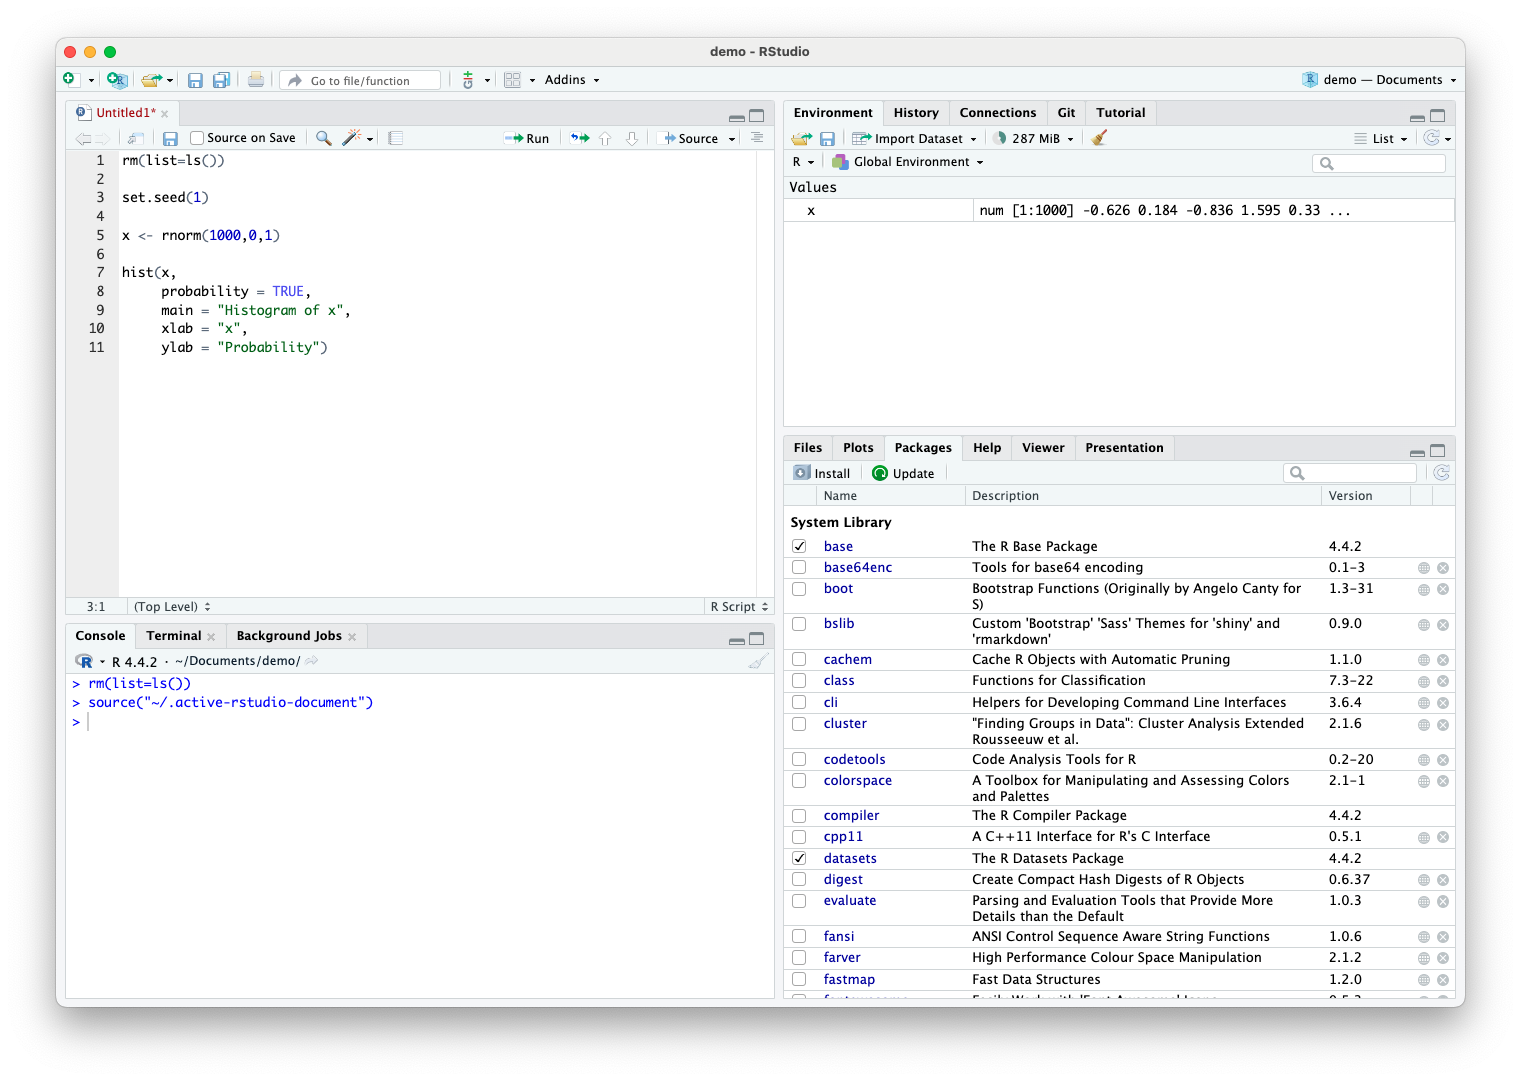 demo - RStudio
Go to file/function
Addins
demo — Documents
Untitled1*
Source on Save
Run
Source
1 rm(list=ls())
2
3 set.seed(1)
4
5 x <- rnorm(1000,0,1)
6
7 hist(x,
8 probability = TRUE,
9 main = "Histogram of x",
10 xlab = "x",
11 ylab = "Probability")
3:1 (Top Level) R Script
Console Terminal Background Jobs
R 4.4.2 · ~/Documents/demo/
> rm(list=ls())
> source("~/.active-rstudio-document")
>
Environment History Connections Git Tutorial
Import Dataset 287 MiB List
R Global Environment
Values
x num [1:1000] -0.626 0.184 -0.836 1.595 0.33 ...
Files Plots Packages Help Viewer Presentation
Install Update
Name Description Version
System Library
base The R Base Package 4.4.2
base64enc Tools for base64 encoding 0.1-3
boot Bootstrap Functions (Originally by Angelo Canty for 1.3-31
S)
bslib Custom 'Bootstrap' 'Sass' Themes for 'shiny' and 0.9.0
'rmarkdown'
cachem Cache R Objects with Automatic Pruning 1.1.0
class Functions for Classification 7.3-22
cli Helpers for Developing Command Line Interfaces 3.6.4
cluster "Finding Groups in Data": Cluster Analysis Extended 2.1.6
Rousseeuw et al.
codetools Code Analysis Tools for R 0.2-20
colorspace A Toolbox for Manipulating and Assessing Colors 2.1-1
and Palettes
compiler The R Compiler Package 4.4.2
cpp11 A C++11 Interface for R's C Interface 0.5.1
datasets The R Datasets Package 4.4.2
digest Create Compact Hash Digests of R Objects 0.6.37
evaluate Parsing and Evaluation Tools that Provide More 1.0.3
Details than the Default
fansi ANSI Control Sequence Aware String Functions 1.0.6
farver High Performance Colour Space Manipulation 2.1.2
fastmap Fast Data Structures 1.2.0